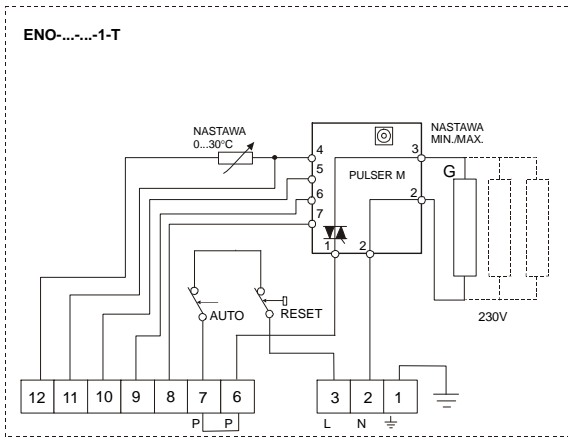 ENO-...-...-1-T
NASTAWA
0...30°C
NASTAWA
MIN./MAX.
4
3
5
PULSER M
G
6
2
7
1
2
AUTO
RESET
230V
12 11 10 9 8 7 6
3 2 1
P P
L N